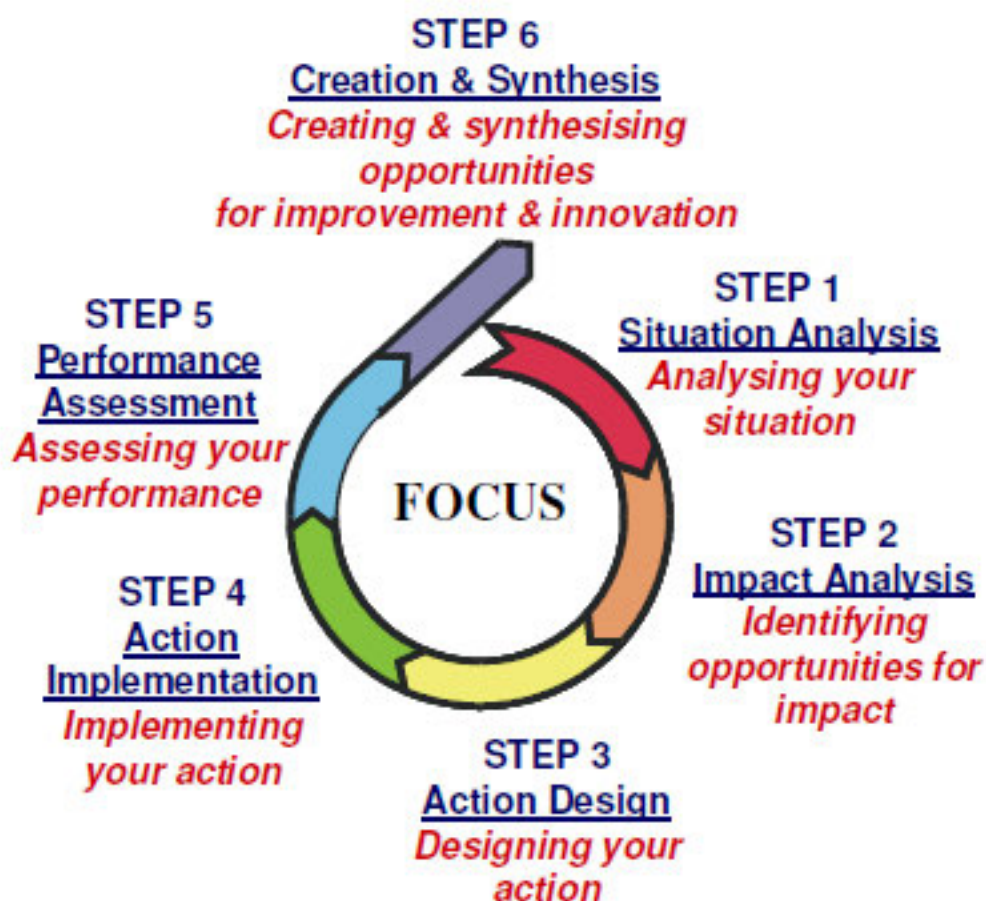 STEP 6
Creation & Synthesis
Creating & synthesising
opportunities
for improvement & innovation
STEP 1
Situation Analysis
Analysing your
situation
STEP 2
Impact Analysis
Identifying
opportunities for
impact
STEP 3
Action Design
Designing your
action
STEP 4
Action
Implementation
Implementing
your action
STEP 5
Performance
Assessment
Assessing your
performance
FOCUS